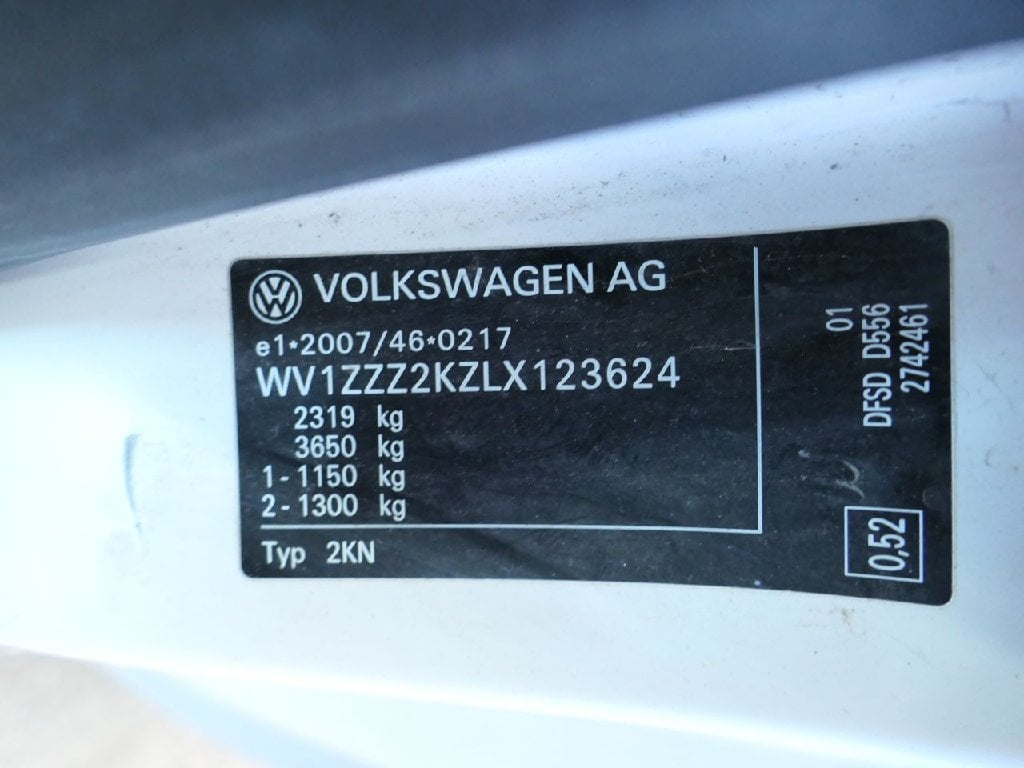 VOLKSWAGEN AG
e1*2007/46*0217
WV1ZZZ2KZLX123624
2319 kg
3650 kg
1-1150 kg
2-1300 kg
Typ 2KN
01
DFSD D556
2742461
0,52